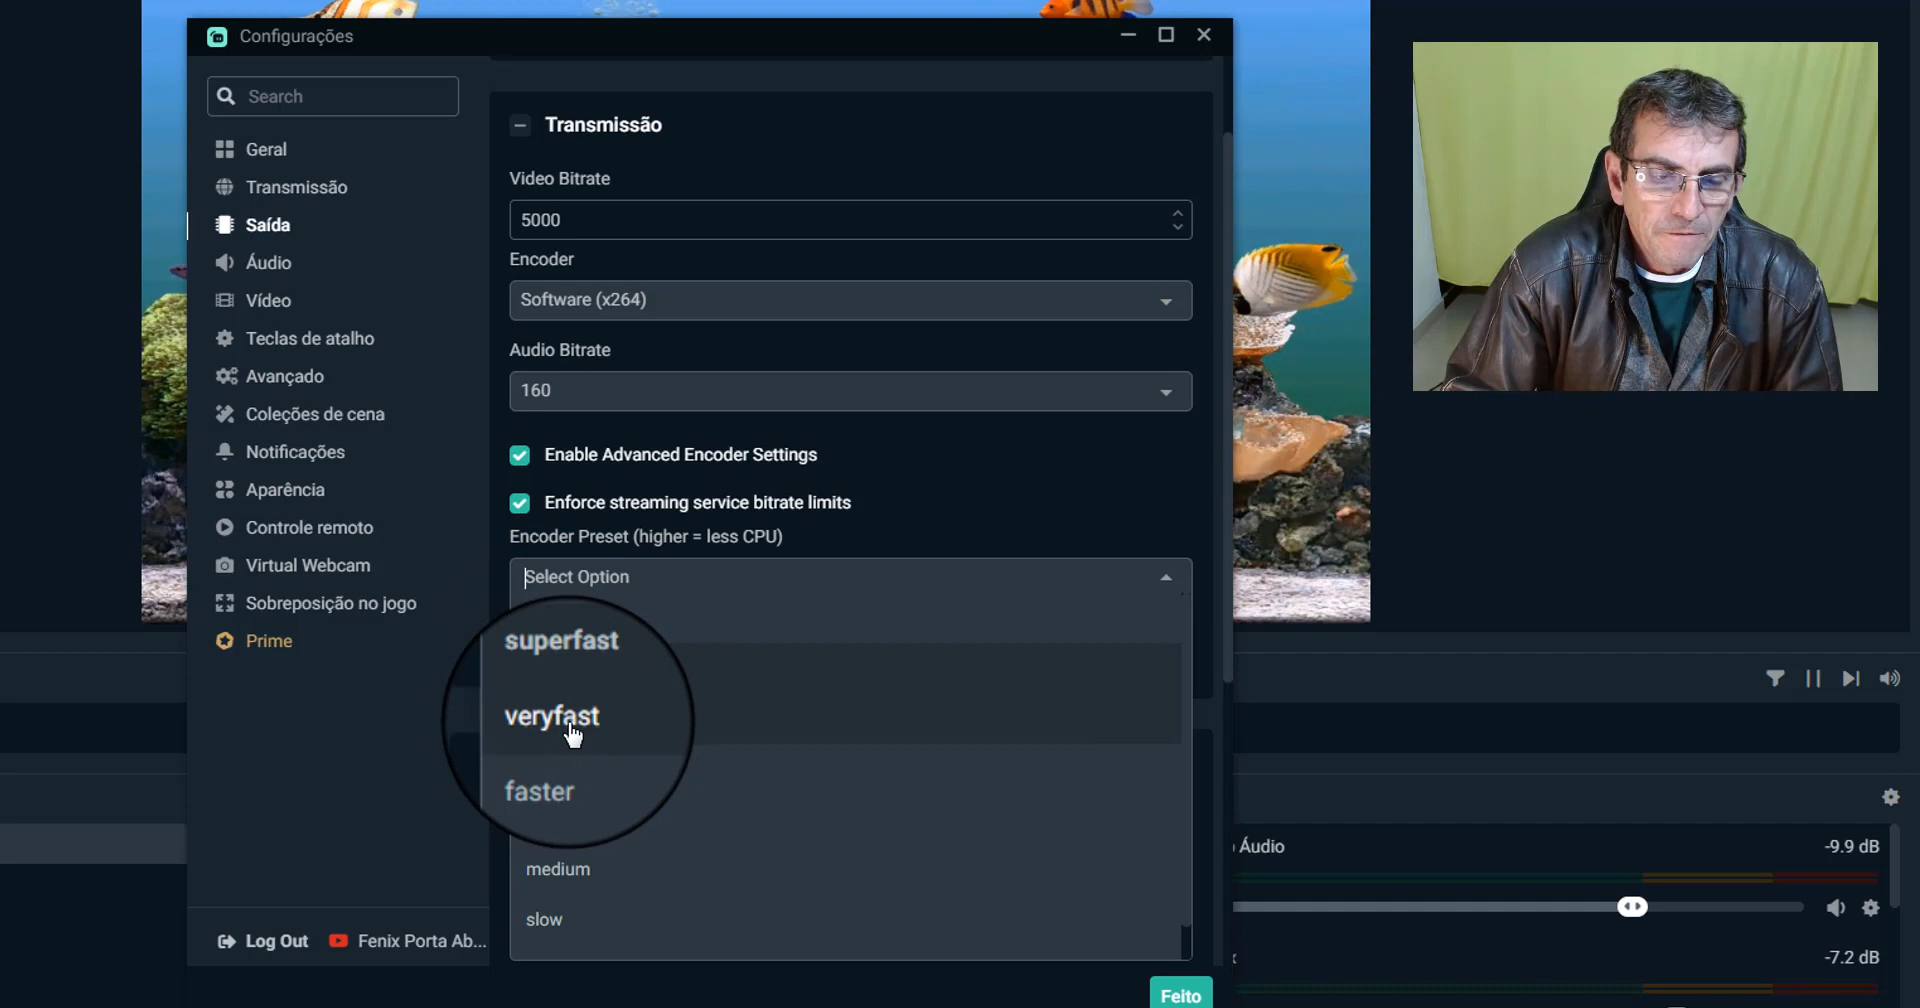 Configurações
Search
Geral
Transmissão
Saída
Áudio
Vídeo
Teclas de atalho
Avançado
Coleções de cena
Notificações
Aparência
Controle remoto
Virtual Webcam
Sobreposição no jogo
Prime
Log Out
Fenix Porta Ab...
Transmissão
Video Bitrate
5000
Encoder
Software (x264)
Audio Bitrate
160
Enable Advanced Encoder Settings
Enforce streaming service bitrate limits
Encoder Preset (higher = less CPU)
Select Option
superfast
veryfast
faster
medium
slow
Feito
Áudio
-9.9 dB
-7.2 dB